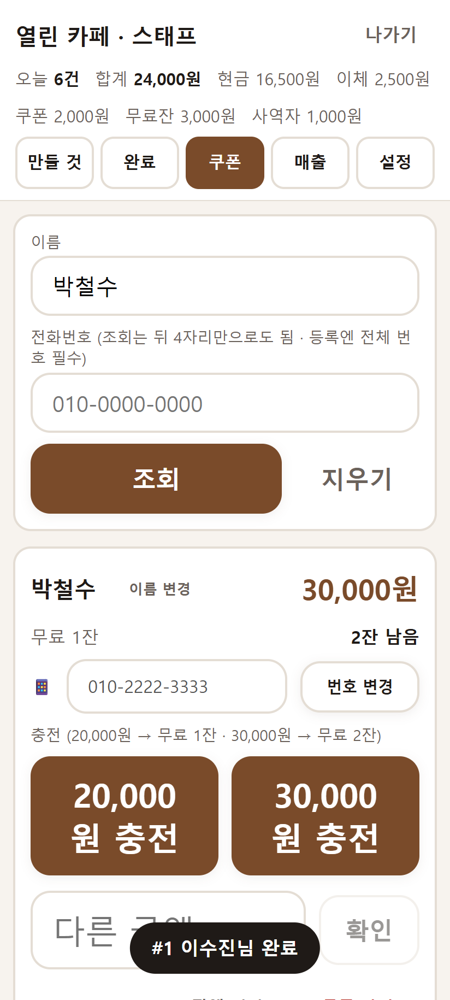 열린 카페 · 스태프
나가기
오늘 6건 합계 24,000원 현금 16,500원 이체 2,500원
쿠폰 2,000원 무료잔 3,000원 사역자 1,000원
만들 것
완료
쿠폰
매출
설정
이름
박철수
전화번호 (조회는 뒤 4자리만으로도 됨 · 등록엔 전체 번
호 필수)
010-0000-0000
조회
지우기
박철수
이름 변경
30,000원
무료 1잔
2잔 남음
010-2222-3333
번호 변경
충전 (20,000원 → 무료 1잔 · 30,000원 → 무료 2잔)
20,000
원 충전
30,000
원 충전
다른
확인
#1 이수진님 완료